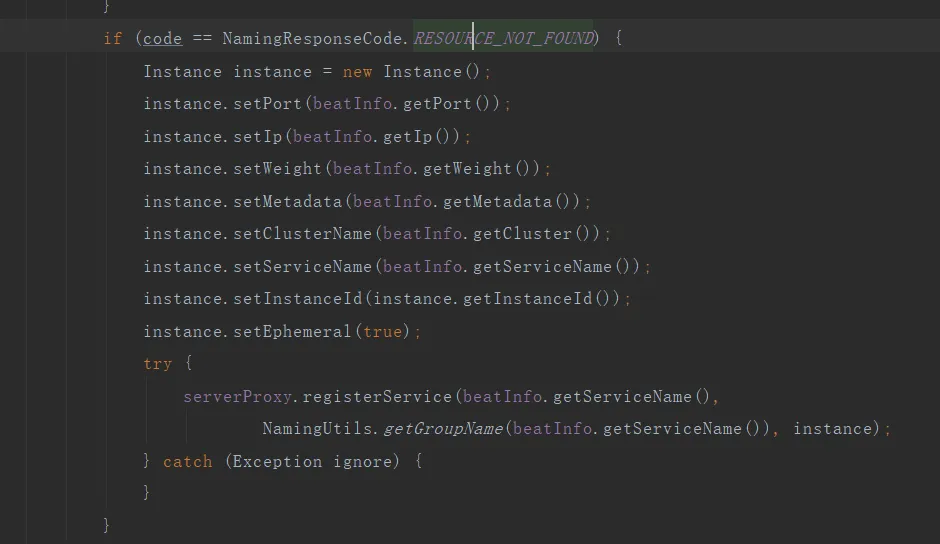 }
if (code == NamingResponseCode.RESOURCE_NOT_FOUND) {
Instance instance = new Instance();
instance.setPort(beatInfo.getPort());
instance.setIp(beatInfo.getIp());
instance.setWeight(beatInfo.getWeight());
instance.setMetadata(beatInfo.getMetadata());
instance.setClusterName(beatInfo.getCluster());
instance.setServiceName(beatInfo.getServiceName());
instance.setInstanceId(instance.getInstanceId());
instance.setEphemeral(true);
try {
serverProxy.registerService(beatInfo.getServiceName(),
NamingUtils.getGroupName(beatInfo.getServiceName()), instance);
} catch (Exception ignore) {
}
}